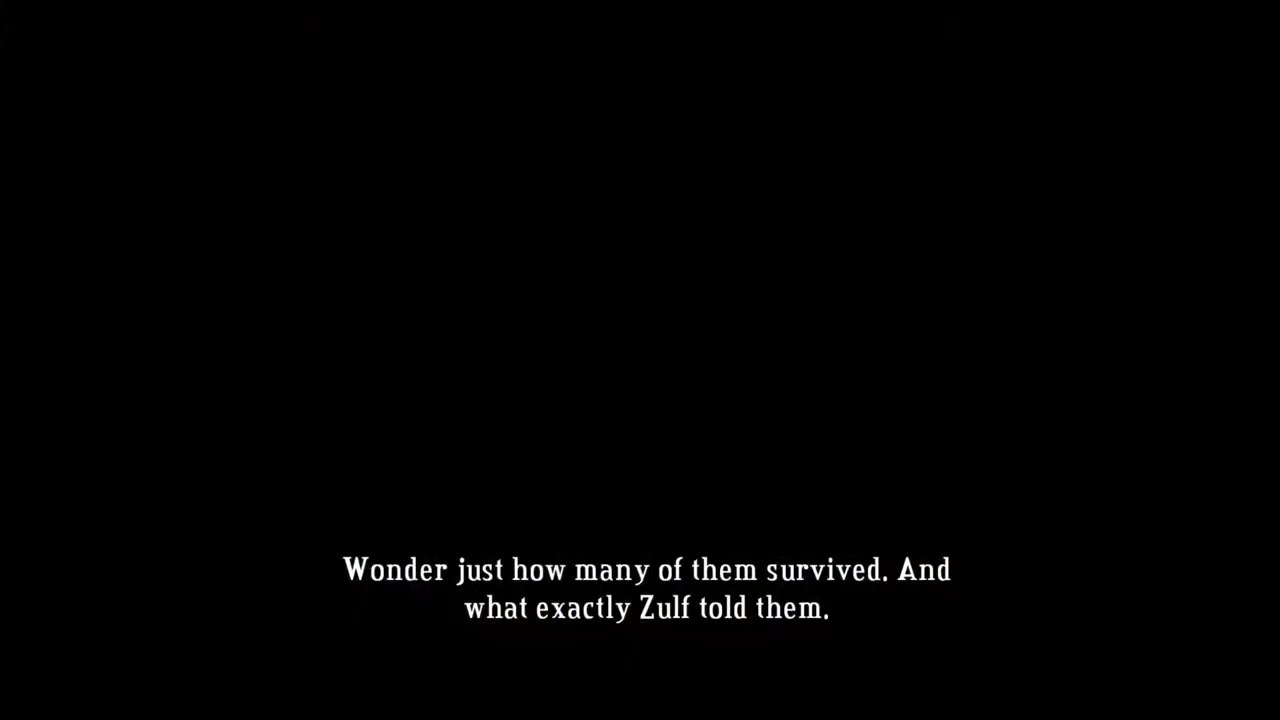 Wonder just how many of them survived. And
what exactly Zulf told them.